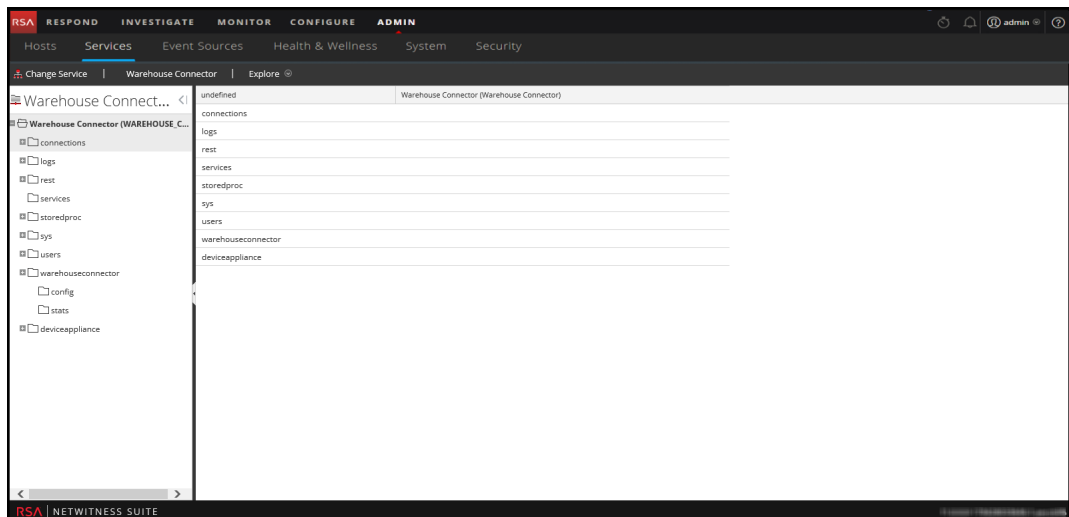 RSA RESPOND INVESTIGATE MONITOR CONFIGURE ADMIN admin
Hosts Services Event Sources Health & Wellness System Security
Change Service | Warehouse Connector | Explore
Warehouse Connect...
undefined Warehouse Connector (Warehouse Connector)
Warehouse Connector (WAREHOUSE_C...
connections
logs
rest
services
storedproc
sys
users
warehouseconnector
config
stats
deviceappliance
connections
logs
rest
services
storedproc
sys
users
warehouseconnector
deviceappliance
RSA | NETWITNESS SUITE